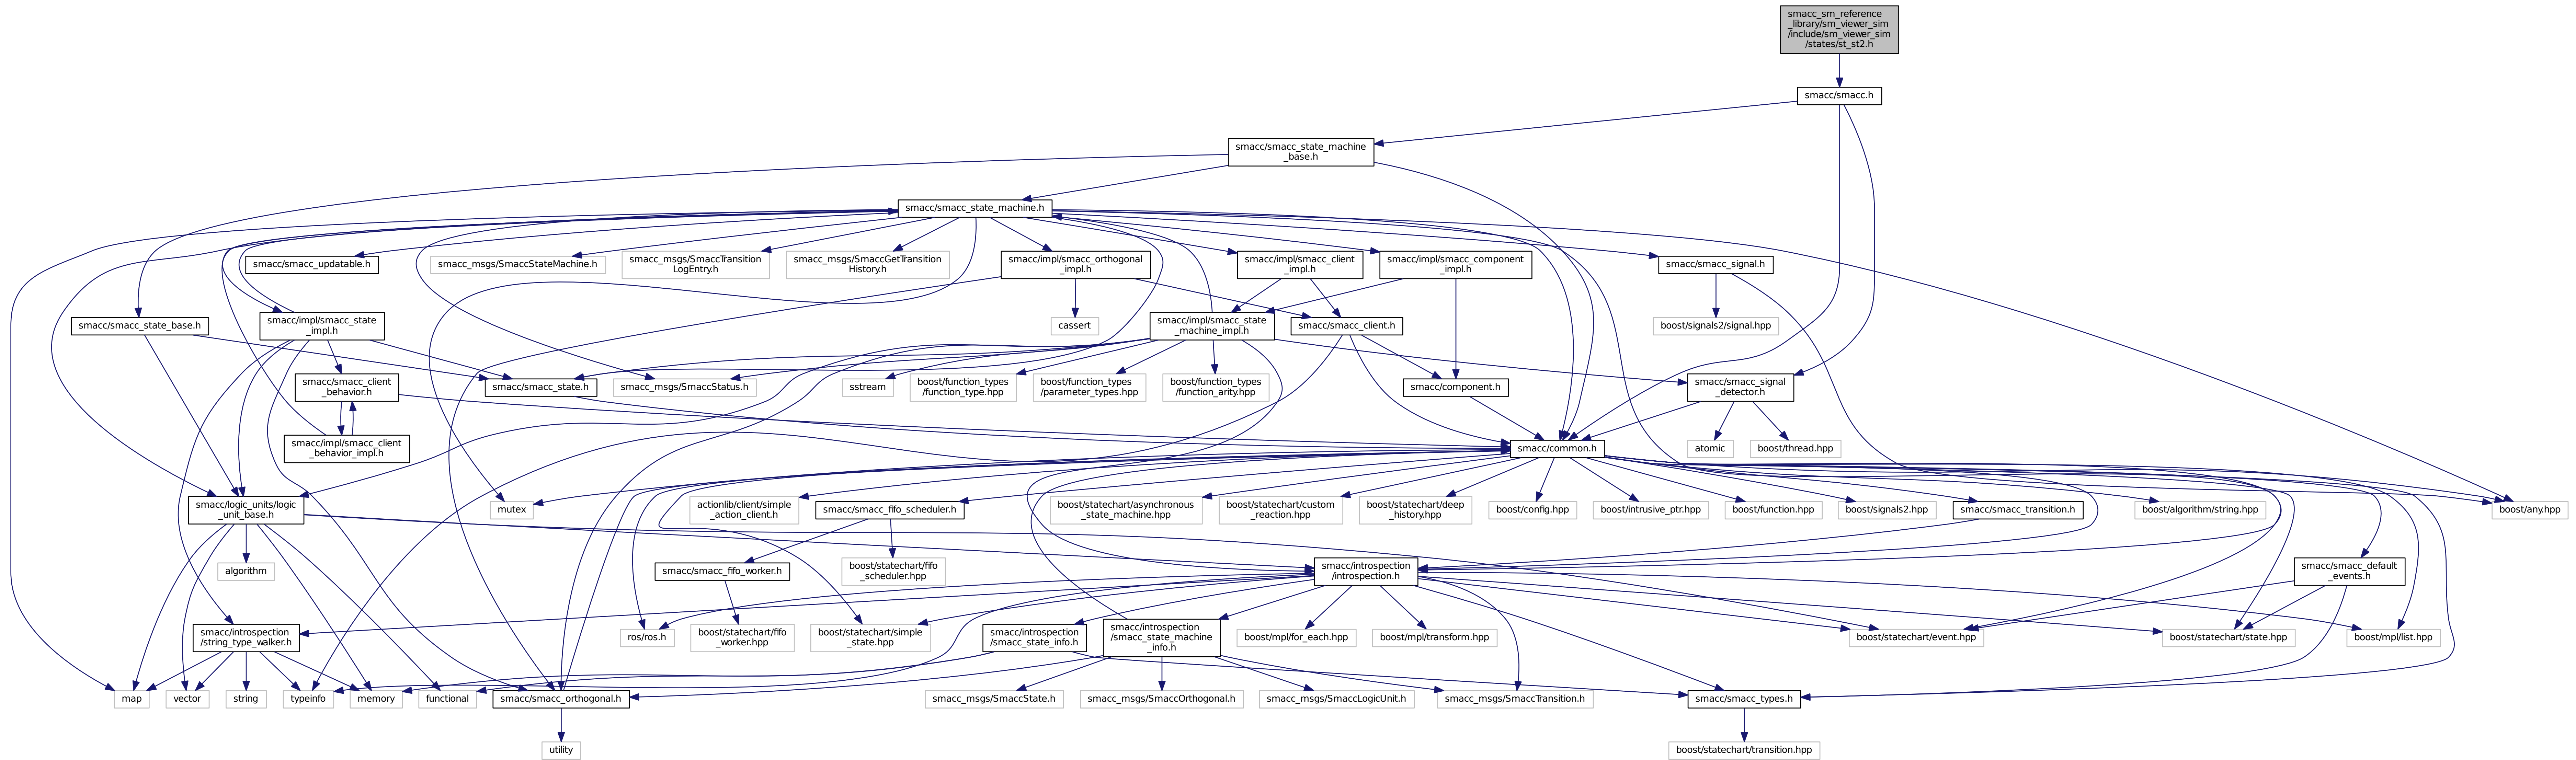 smacc_sm_reference
_library/sm_viewer_sim
/include/sm_viewer_sim
/states/st_st2.h
smacc/smacc.h
smacc/smacc_state_machine
_base.h
smacc/smacc_state_machine.h
smacc/smacc_updatable.h
smacc_msgs/SmaccStateMachine.h
smacc_msgs/SmaccTransition
LogEntry.h
smacc_msgs/SmaccGetTransition
History.h
smacc/impl/smacc_orthogonal
_impl.h
smacc/impl/smacc_client
_impl.h
smacc/impl/smacc_component
_impl.h
smacc/smacc_signal.h
smacc/smacc_state_base.h
smacc/impl/smacc_state
_impl.h
cassert
smacc/impl/smacc_state
_machine_impl.h
smacc/smacc_client.h
boost/signals2/signal.hpp
smacc/smacc_client
_behavior.h
smacc/smacc_state.h
smacc_msgs/SmaccStatus.h
sstream
boost/function_types
/function_type.hpp
boost/function_types
/parameter_types.hpp
boost/function_types
/function_arity.hpp
smacc/component.h
smacc/smacc_signal
_detector.h
smacc/impl/smacc_client
_behavior_impl.h
smacc/common.h
atomic
boost/thread.hpp
smacc/logic_units/logic
_unit_base.h
mutex
actionlib/client/simple
_action_client.h
smacc/smacc_fifo_scheduler.h
boost/statechart/asynchronous
_state_machine.hpp
boost/statechart/custom
_reaction.hpp
boost/statechart/deep
_history.hpp
boost/config.hpp
boost/intrusive_ptr.hpp
boost/function.hpp
boost/signals2.hpp
smacc/smacc_transition.h
boost/algorithm/string.hpp
boost/any.hpp
algorithm
smacc/smacc_fifo_worker.h
boost/statechart/fifo
_scheduler.hpp
smacc/introspection
/introspection.h
smacc/smacc_default
_events.h
smacc/introspection
/string_type_walker.h
ros/ros.h
boost/statechart/fifo
_worker.hpp
boost/statechart/simple
_state.hpp
smacc/introspection
/smacc_state_info.h
smacc/introspection
/smacc_state_machine
_info.h
boost/mpl/for_each.hpp
boost/mpl/transform.hpp
boost/statechart/event.hpp
boost/statechart/state.hpp
boost/mpl/list.hpp
map
vector
string
typeinfo
memory
functional
smacc/smacc_orthogonal.h
smacc_msgs/SmaccState.h
smacc_msgs/SmaccOrthogonal.h
smacc_msgs/SmaccLogicUnit.h
smacc_msgs/SmaccTransition.h
smacc/smacc_types.h
utility
boost/statechart/transition.hpp